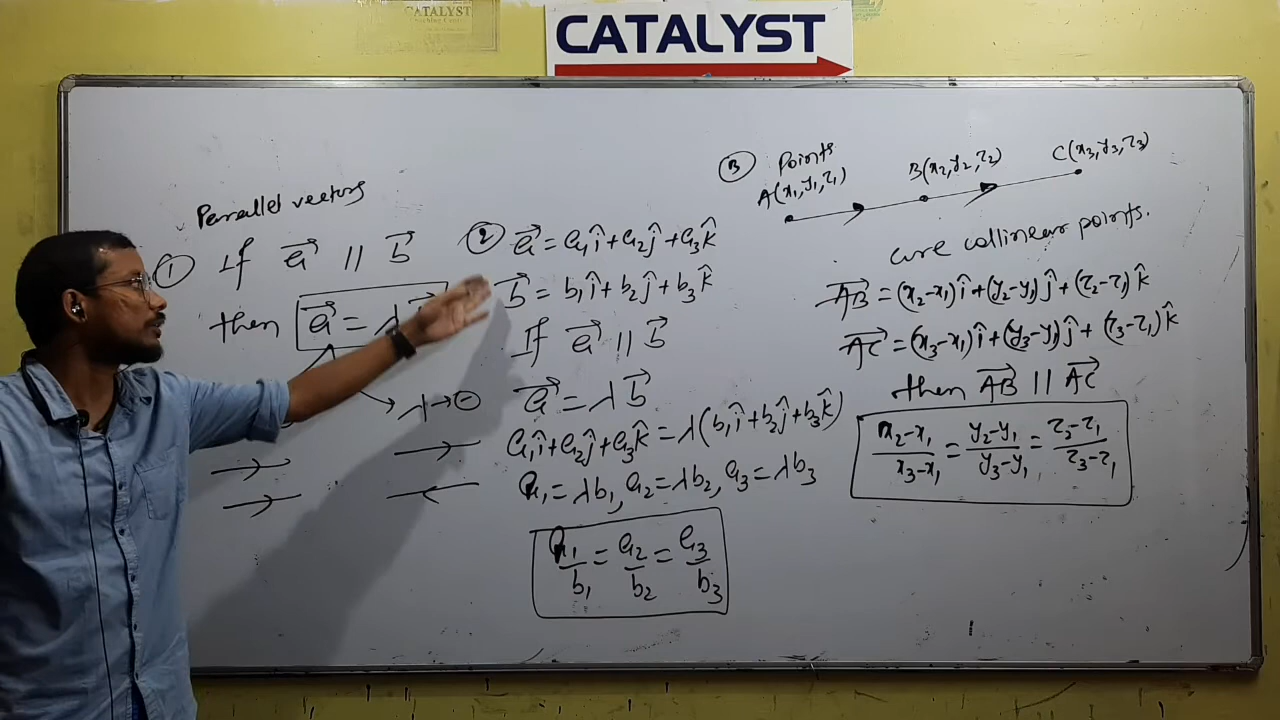 CATALYST
CATALYST
Parallel vectors
① If a⃗ || b⃗
then a⃗ = λ
λ→⊖
② a⃗ = a₁î+a₂ĵ+a₃k̂
b⃗ = b₁î+b₂ĵ+b₃k̂
If a⃗ || b⃗
a⃗ = λb⃗
a₁î+a₂ĵ+a₃k̂ = λ(b₁î+b₂ĵ+b₃k̂)
a₁=λb₁, a₂=λb₂, a₃=λb₃
a₁/b₁ = a₂/b₂ = a₃/b₃
③ Points
A(x₁,y₁,z₁) B(x₂,y₂,z₂) C(x₃,y₃,z₃)
are collinear points.
AB⃗ = (x₂-x₁)î+(y₂-y₁)ĵ+(z₂-z₁)k̂
AC⃗ = (x₃-x₁)î+(y₃-y₁)ĵ+(z₃-z₁)k̂
then AB⃗ || AC⃗
x₂-x₁/x₃-x₁ = y₂-y₁/y₃-y₁ = z₂-z₁/z₃-z₁